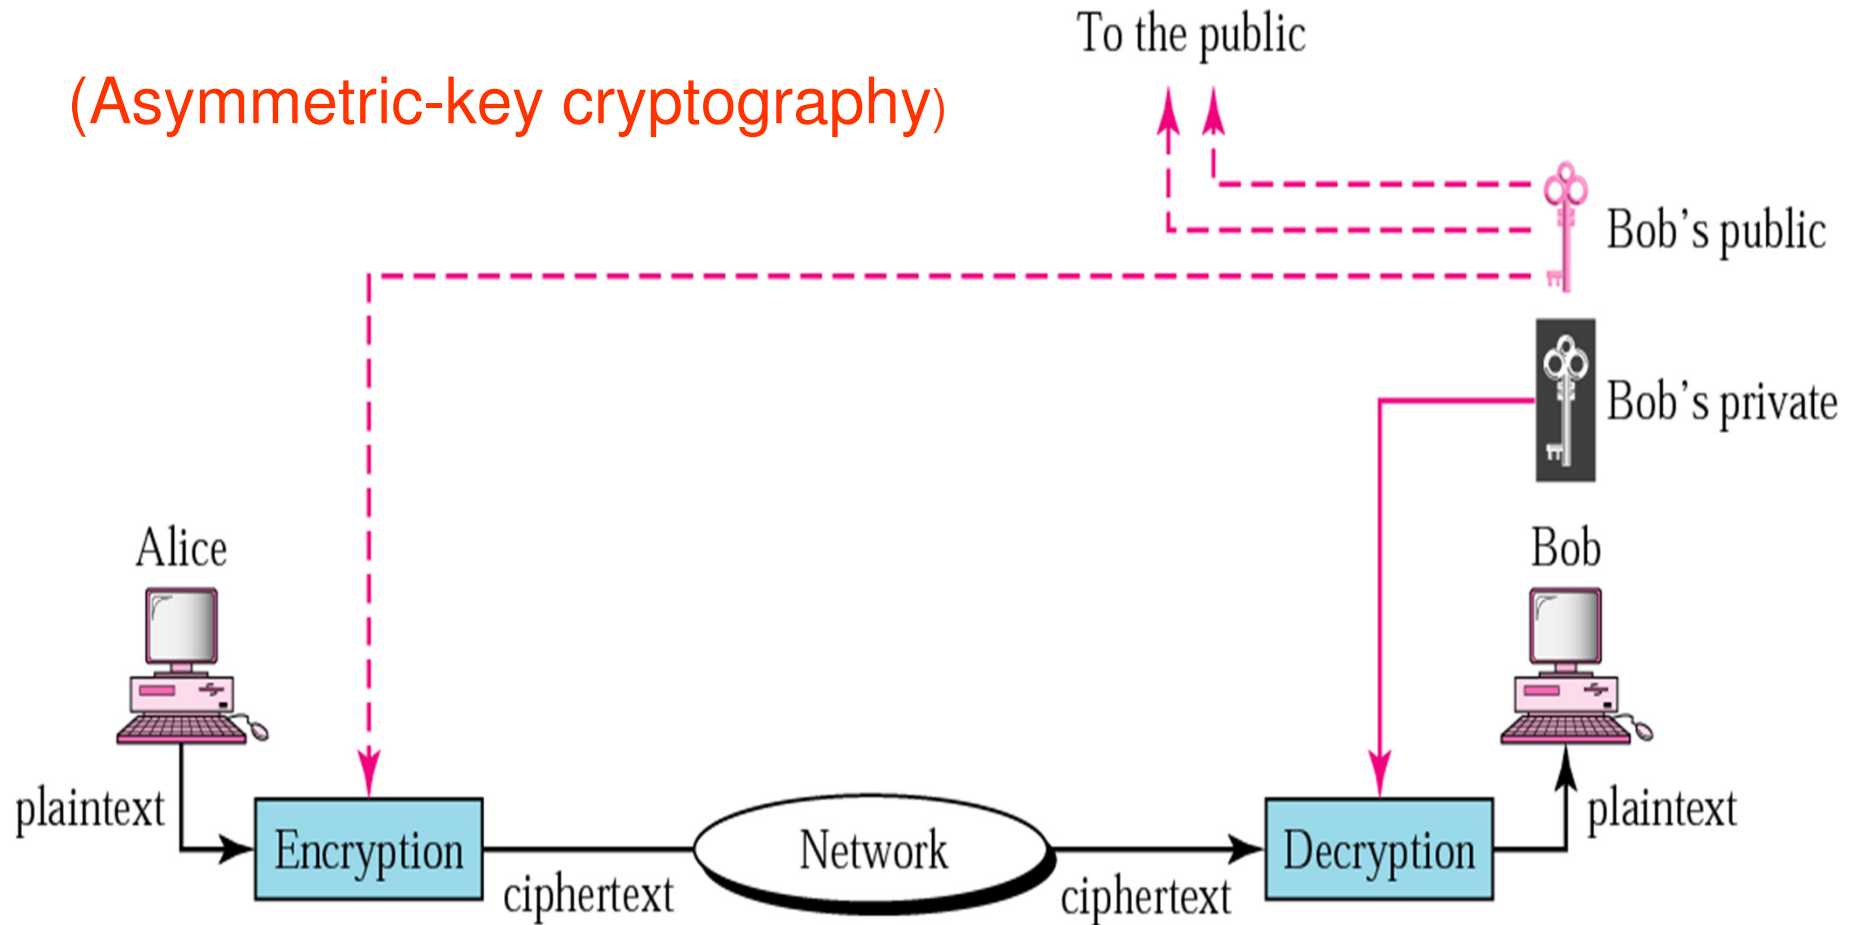 To the public
(Asymmetric-key cryptography)
Bob's public
Bob's private
Alice
Bob
plaintext
plaintext
Encryption
Network
Decryption
ciphertext
ciphertext